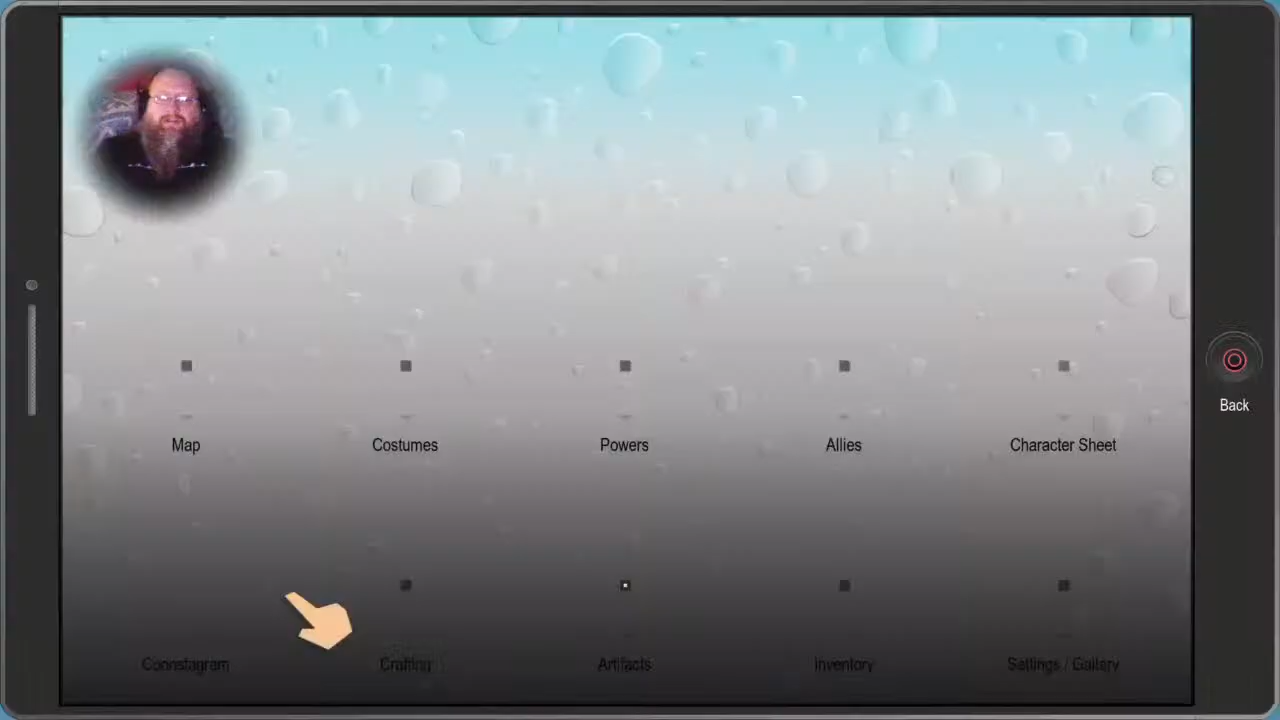 Back
Map Costumes Powers Allies Character Sheet
Coonstagram Crafting Artifacts Inventory Settings / Gallery